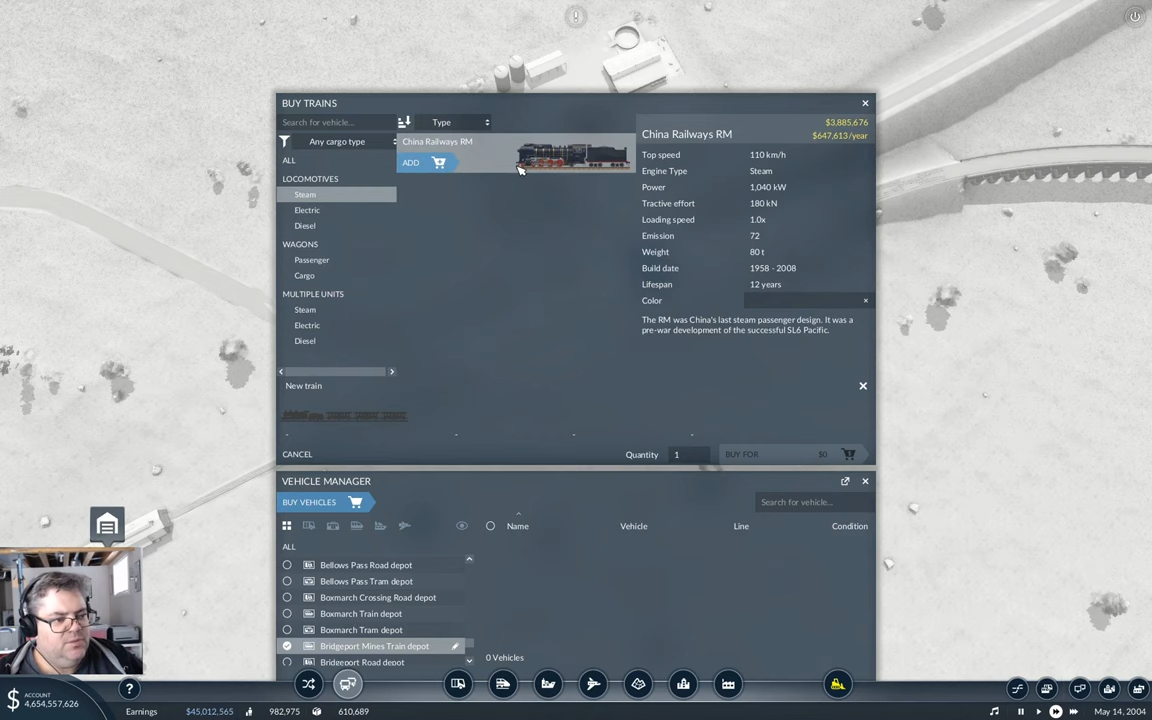 BUY TRAINS
Search for vehicle...
Type
Any cargo type
ALL
LOCOMOTIVES
Steam
Electric
Diesel
WAGONS
Passenger
Cargo
MULTIPLE UNITS
Steam
Electric
Diesel
China Railways RM
ADD
China Railways RM
$3,885,676
$647,613/year
Top speed 110 km/h
Engine Type Steam
Power 1,040 kW
Tractive effort 180 kN
Loading speed 1.0x
Emission 72
Weight 80 t
Build date 1958 - 2008
Lifespan 12 years
Color
The RM was China's last steam passenger design. It was a
pre-war development of the successful SL6 Pacific.
New train
- - - -
CANCEL
Quantity 1
BUY FOR $0
VEHICLE MANAGER
BUY VEHICLES
Search for vehicle...
Name Vehicle Line Condition
ALL
Bellows Pass Road depot
Bellows Pass Tram depot
Boxmarch Crossing Road depot
Boxmarch Train depot
Boxmarch Tram depot
Bridgeport Mines Train depot
Bridgeport Road depot
0 Vehicles
$ ACCOUNT
4,654,557,626
?
Earnings $45,012,565 982,975 610,689
May 14, 2004